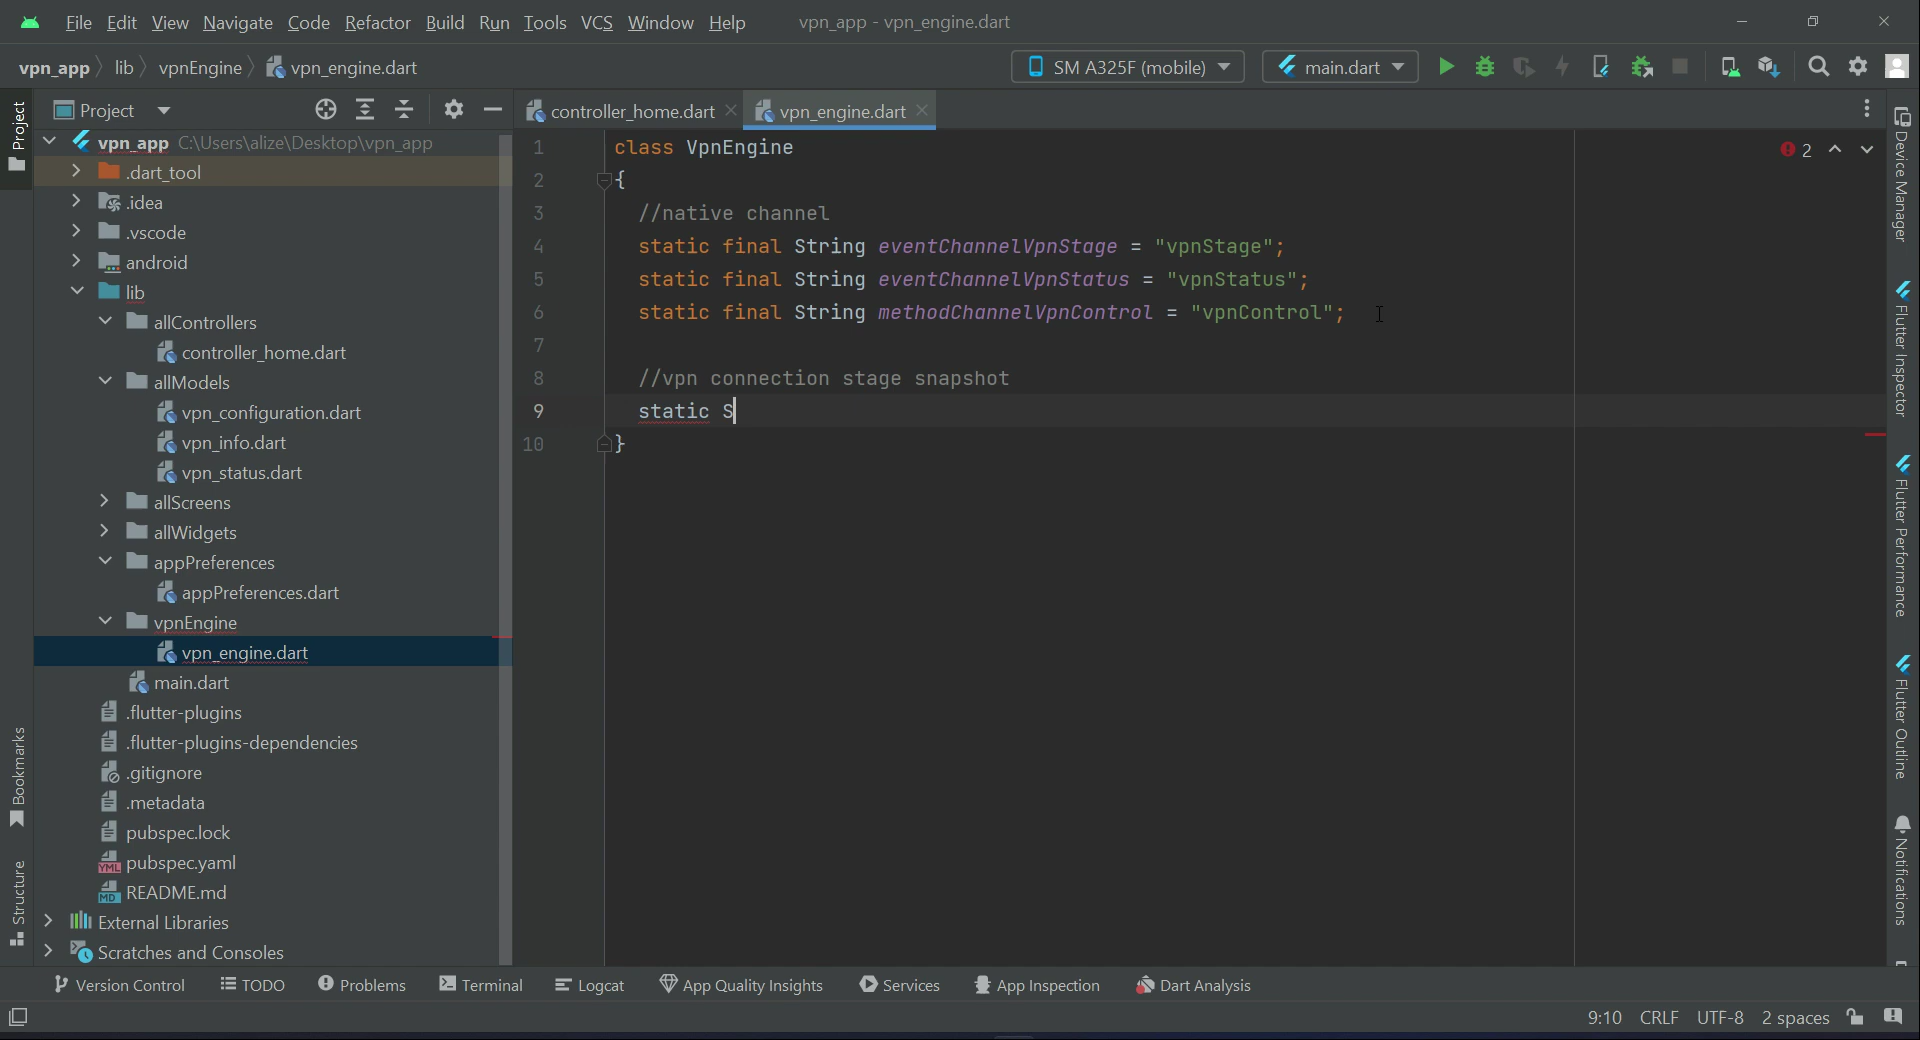 File Edit View Navigate Code Refactor Build Run Tools VCS Window Help vpn_app - vpn_engine.dart
vpn_app lib vpnEngine vpn_engine.dart SM A325F (mobile) main.dart
Project
Project
controller_home.dart vpn_engine.dart
vpn_app C:\Users\alize\Desktop\vpn_app
.dart_tool
.idea
.vscode
android
lib
allControllers
controller_home.dart
allModels
vpn_configuration.dart
vpn_info.dart
vpn_status.dart
allScreens
allWidgets
appPreferences
appPreferences.dart
vpnEngine
vpn_engine.dart
main.dart
.flutter-plugins
.flutter-plugins-dependencies
.gitignore
.metadata
pubspec.lock
YML pubspec.yaml
MD README.md
External Libraries
Scratches and Consoles
Bookmarks
Structure
1 class VpnEngine
2 {
3 //native channel
4 static final String eventChannelVpnStage = "vpnStage";
5 static final String eventChannelVpnStatus = "vpnStatus";
6 static final String methodChannelVpnControl = "vpnControl";
7
8 //vpn connection stage snapshot
9 static S
10 }
2
Device Manager
Flutter Inspector
Flutter Performance
Flutter Outline
Notifications
Version Control TODO Problems Terminal Logcat App Quality Insights Services App Inspection Dart Analysis
9:10 CRLF UTF-8 2 spaces